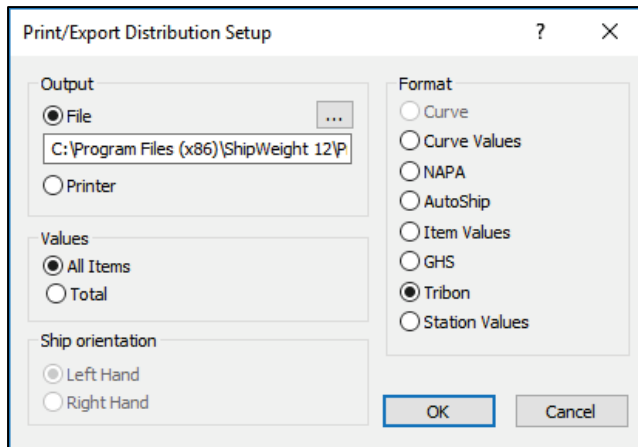 Print/Export Distribution Setup
?
Output
File
...
C:\Program Files (x86)\ShipWeight 12\P
Printer
Values
All Items
Total
Ship orientation
Left Hand
Right Hand
Format
Curve
Curve Values
NAPA
AutoShip
Item Values
GHS
Tribon
Station Values
OK
Cancel